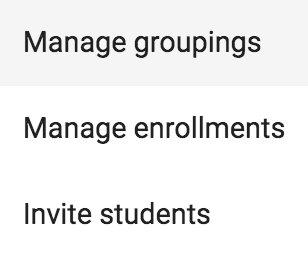 Manage groupings
Manage enrollments
Invite students